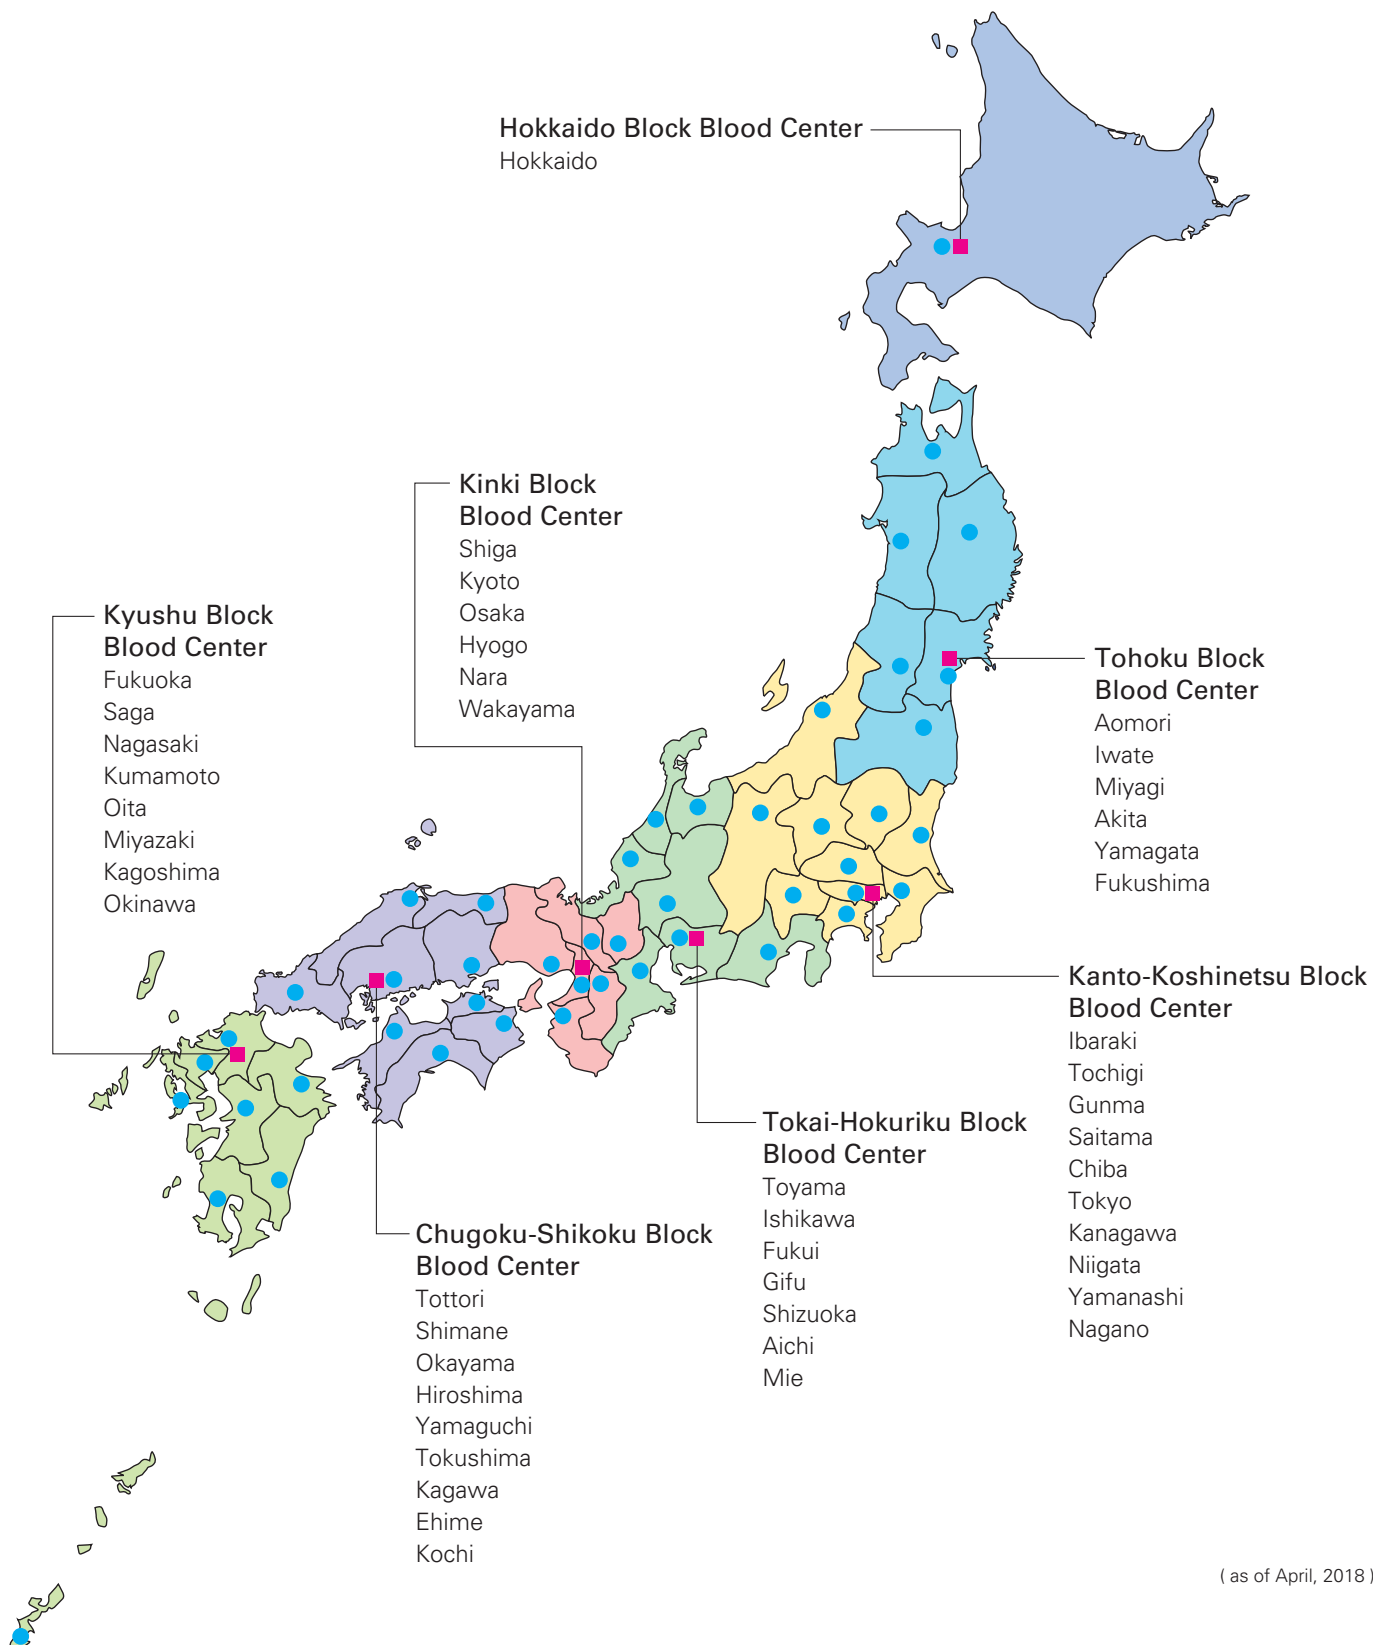 Hokkaido Block Blood Center
Hokkaido
Kinki Block
Blood Center
Shiga
Kyoto
Osaka
Hyogo
Nara
Wakayama
Kyushu Block
Blood Center
Fukuoka
Saga
Nagasaki
Kumamoto
Oita
Miyazaki
Kagoshima
Okinawa
Tohoku Block
Blood Center
Aomori
Iwate
Miyagi
Akita
Yamagata
Fukushima
Kanto-Koshinetsu Block
Blood Center
Ibaraki
Tochigi
Gunma
Saitama
Chiba
Tokyo
Kanagawa
Niigata
Yamanashi
Nagano
Tokai-Hokuriku Block
Blood Center
Toyama
Ishikawa
Fukui
Gifu
Shizuoka
Aichi
Mie
Chugoku-Shikoku Block
Blood Center
Tottori
Shimane
Okayama
Hiroshima
Yamaguchi
Tokushima
Kagawa
Ehime
Kochi
( as of April, 2018 )